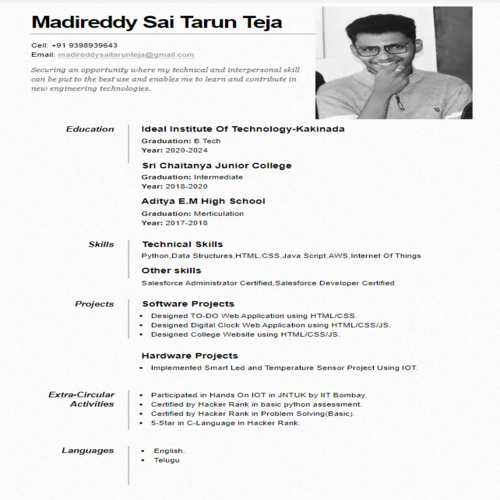 Madireddy Sai Tarun Teja
Cell: +91 9398939643
Email: madireddysaitarunteja@gmail.com
Securing an opportunity where my technical and interpersonal skill
can be put to the best use and enables me to learn and contribute in
new engineering technologies.
Education
Ideal Institute Of Technology-Kakinada
Graduation: B.Tech
Year: 2020-2024
Sri Chaitanya Junior College
Graduation: Intermediate
Year: 2018-2020
Aditya E.M High School
Graduation: Merticulation
Year: 2017-2018
Skills
Technical Skills
Python,Data Structures,HTML,CSS,Java Script,AWS,Internet Of Things
Other skills
Salesforce Administrator Certified,Salesforce Developer Certified
Projects
Software Projects
• Designed TO-DO Web Application using HTML/CSS.
• Designed Digital Clock Web Application using HTML/CSS/JS.
• Designed College Website using HTML/CSS/JS.
Hardware Projects
• Implemented Smart Led and Temperature Sensor Project Using IOT.
Extra-Circular
Activities
• Participated in Hands On IOT in JNTUK by IIT Bombay.
• Certified by Hacker Rank in basic python assessment.
• Certified by Hacker Rank in Problem Solving(Basic).
• 5-Star in C-Language in Hacker Rank.
Languages
• English.
• Telugu